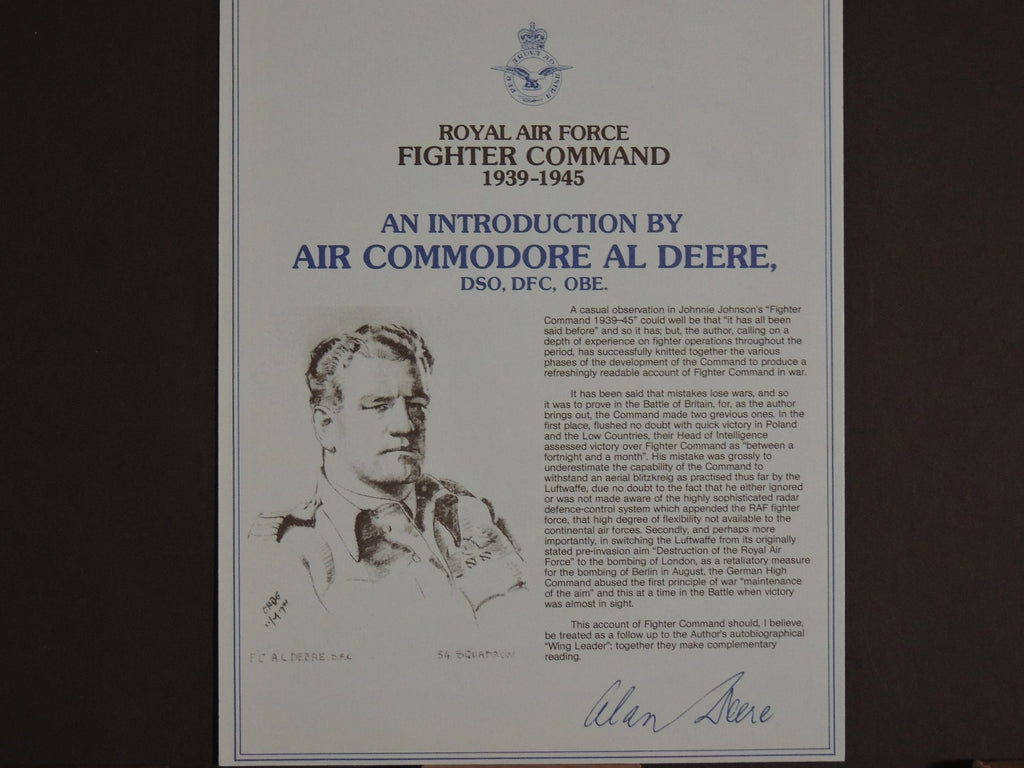 PER ARDUA AD ASTRA
ROYAL AIR FORCE
FIGHTER COMMAND
1939-1945
AN INTRODUCTION BY
AIR COMMODORE AL DEERE,
DSO, DFC, OBE.
A casual observation in Johnnie Johnson's "Fighter
Command 1939–45" could well be that "it has all been
said before" and so it has; but, the author, calling on a
depth of experience on fighter operations throughout the
period, has successfully knitted together the various
phases of the development of the Command to produce a
refreshingly readable account of Fighter Command in war.
It has been said that mistakes lose wars, and so
it was to prove in the Battle of Britain, for, as the author
brings out, the Command made two grevious ones. In the
first place, flushed no doubt with quick victory in Poland
and the Low Countries, their Head of Intelligence
assessed victory over Fighter Command as "between a
fortnight and a month". His mistake was grossly to
underestimate the capability of the Command to
withstand an aerial blitzkreig as practised thus far by the
Luftwaffe, due no doubt to the fact that he either ignored
or was not made aware of the highly sophisticated radar
defence-control system which appended the RAF fighter
force, that high degree of flexibility not available to the
continental air forces. Secondly, and perhaps more
importantly, in switching the Luftwaffe from its originally
stated pre-invasion aim "Destruction of the Royal Air
Force" to the bombing of London, as a retaliatory measure
for the bombing of Berlin in August, the German High
Command abused the first principle of war "maintenance
of the aim" and this at a time in the Battle when victory
was almost in sight.
This account of Fighter Command should, I believe,
be treated as a follow up to the Author's autobiographical
"Wing Leader"; together they make complementary
reading.
F/Lt A.L DEERE. D.F.C. 54 SQUADRON
Alan Deere